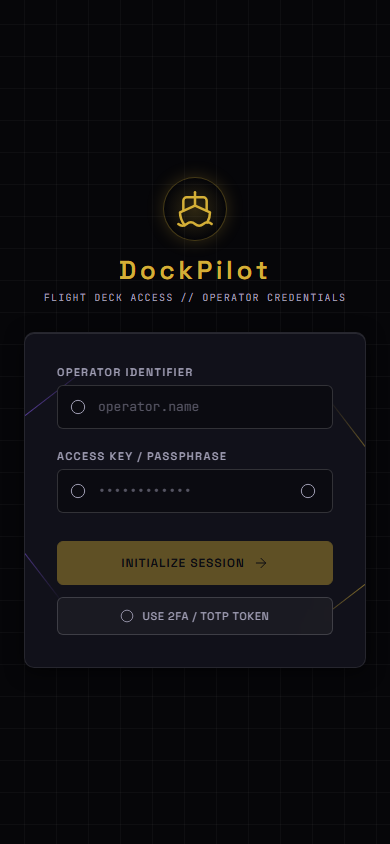 DockPilot
FLIGHT DECK ACCESS // OPERATOR CREDENTIALS
OPERATOR IDENTIFIER
operator.name
ACCESS KEY / PASSPHRASE
••••••••••••
INITIALIZE SESSION →
USE 2FA / TOTP TOKEN